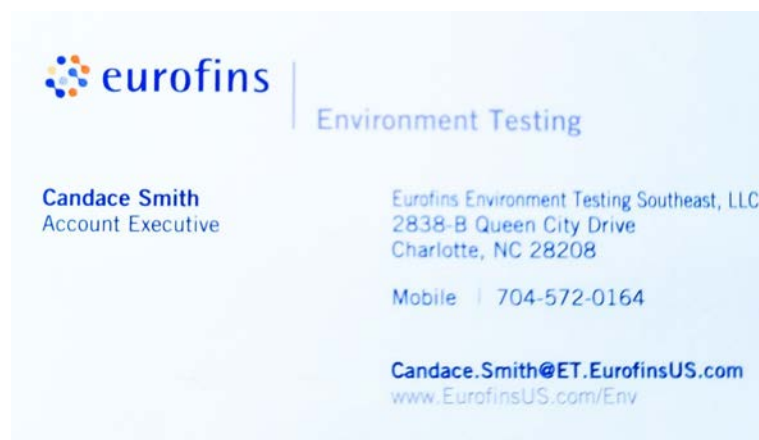 eurofins
Environment Testing
Candace Smith
Account Executive
Eurofins Environment Testing Southeast, LLC
2838-B Queen City Drive
Charlotte, NC 28208
Mobile | 704-572-0164
Candace.Smith@ET.EurofinsUS.com
www.EurofinsUS.com/Env